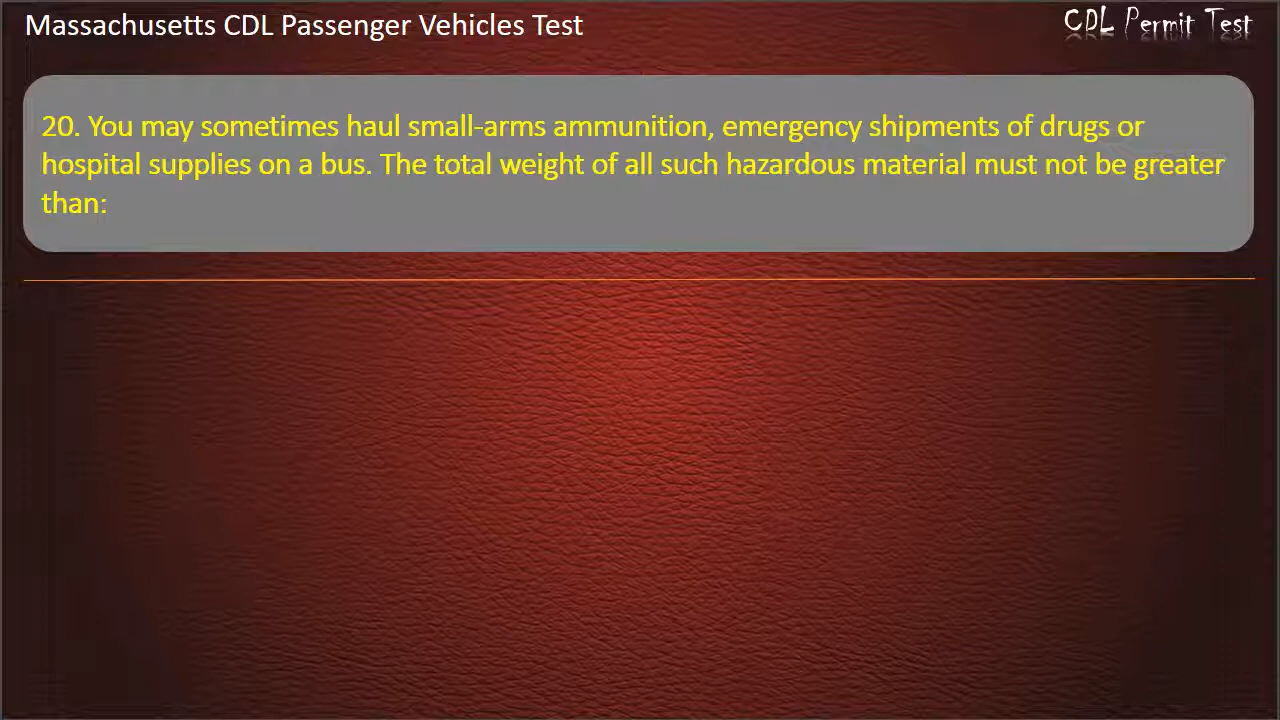 Massachusetts CDL Passenger Vehicles Test
CDL Permit Test
20. You may sometimes haul small-arms ammunition, emergency shipments of drugs or
hospital supplies on a bus. The total weight of all such hazardous material must not be greater
than: